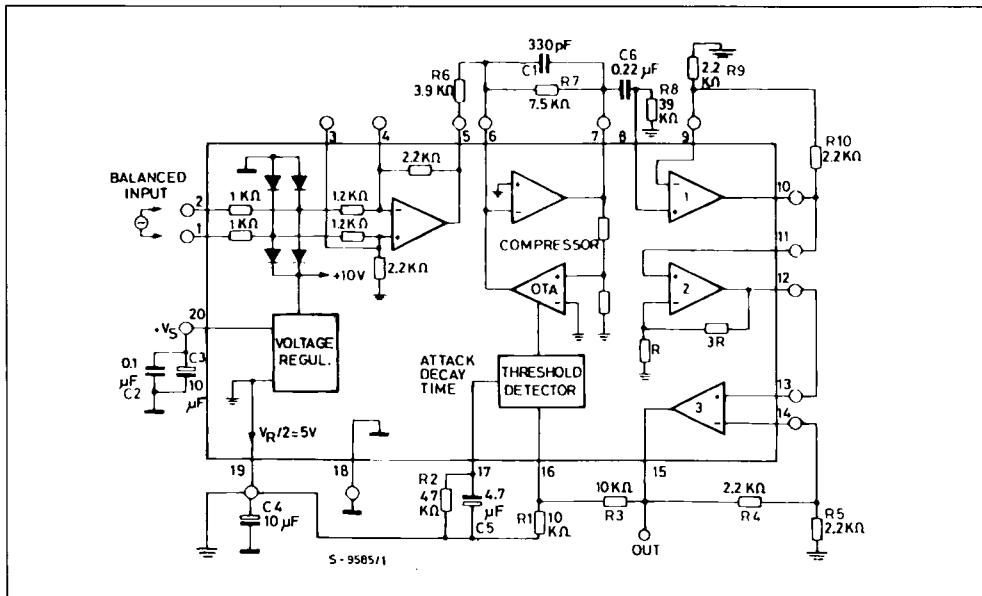 330 pF
C1
R7
7.5 KΩ
C6
0.22 µF
R8
39
KΩ
2.2
KΩ
R9
R6
3.9 KΩ
3
4
5
6
7
8
9
R10
2.2KΩ
BALANCED
INPUT
2
1
1 KΩ
1 KΩ
1.2 KΩ
1.2 KΩ
2.2 KΩ
2.2 KΩ
+10V
COMPRESSOR
OTA
1
2
3
R
3R
10
11
12
13
14
20
+VS
0.1
µF
C2
C3
10
µF
VOLTAGE
REGUL.
ATTACK
DECAY
TIME
THRESHOLD
DETECTOR
VR/2=5V
19
18
17
16
15
C4
10 µF
R2
47
KΩ
4.7
µF
C5
R1
10
KΩ
10 KΩ
R3
2.2 KΩ
R4
R5
2.2KΩ
OUT
S-9585/1